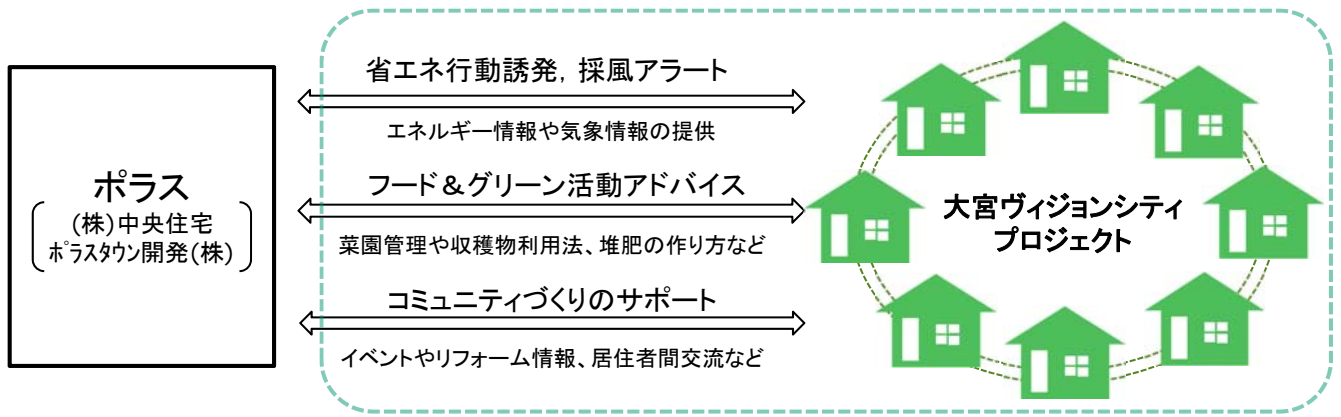 ポラス
(株)中央住宅
ポラスタウン開発(株)
省エネ行動誘発，採風アラート
エネルギー情報や気象情報の提供
フード＆グリーン活動アドバイス
菜園管理や収穫物利用法、堆肥の作り方など
コミュニティづくりのサポート
イベントやリフォーム情報、居住者間交流など
大宮ヴィジョンシティ
プロジェクト